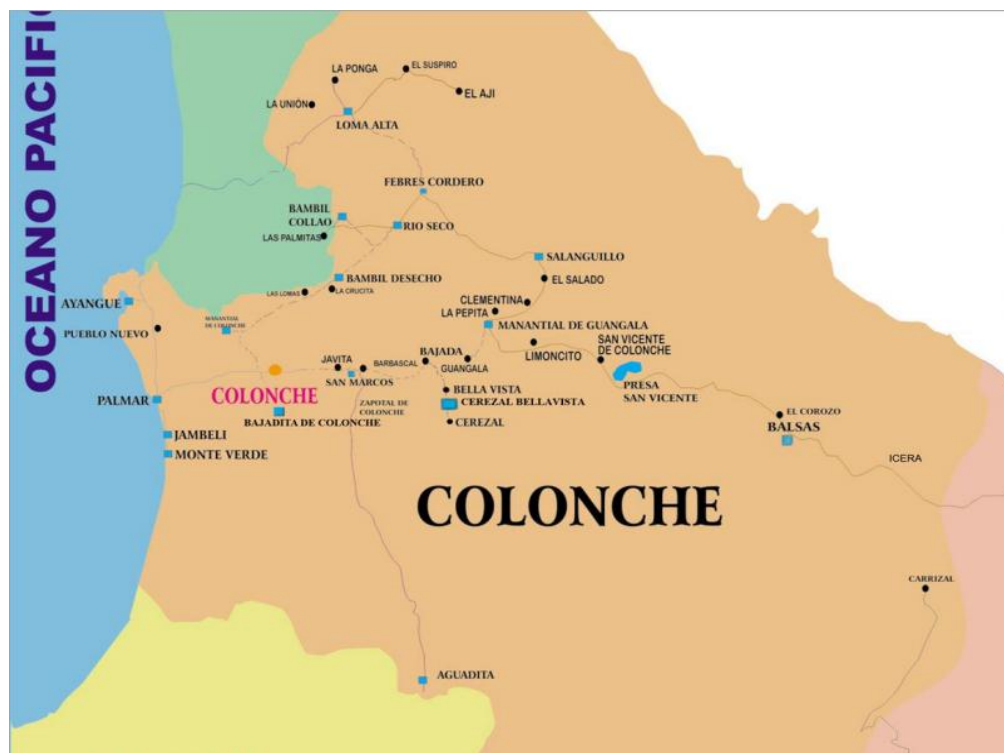 OCEANO PACIFIC
LA PONGA
EL SUSPIRO
EL AJI
LA UNIÓN
LOMA ALTA
FEBRES CORDERO
BAMBIL
COLLAO
RIO SECO
LAS PALMITAS
SALANGUILLO
BAMBIL DESECHO
EL SALADO
LAS LOMAS
LA CRUCITA
AYANGUE
CLEMENTINA
LA PEPITA
MANANTIAL
DE COLONCHE
PUEBLO NUEVO
MANANTIAL DE GUANGALA
SAN VICENTE
DE COLONCHE
LIMONCITO
BAJADA
JAVITA
BARBASCAL
GUANGALA
SAN MARCOS
PRESA
SAN VICENTE
COLONCHE
BELLA VISTA
PALMAR
CEREZAL BELLAVISTA
ZAPOTAL DE
COLONCHE
BAJADITA DE COLONCHE
CEREZAL
EL COROZO
BALSAS
JAMBELI
MONTE VERDE
ICERA
COLONCHE
CARRIZAL
AGUADITA